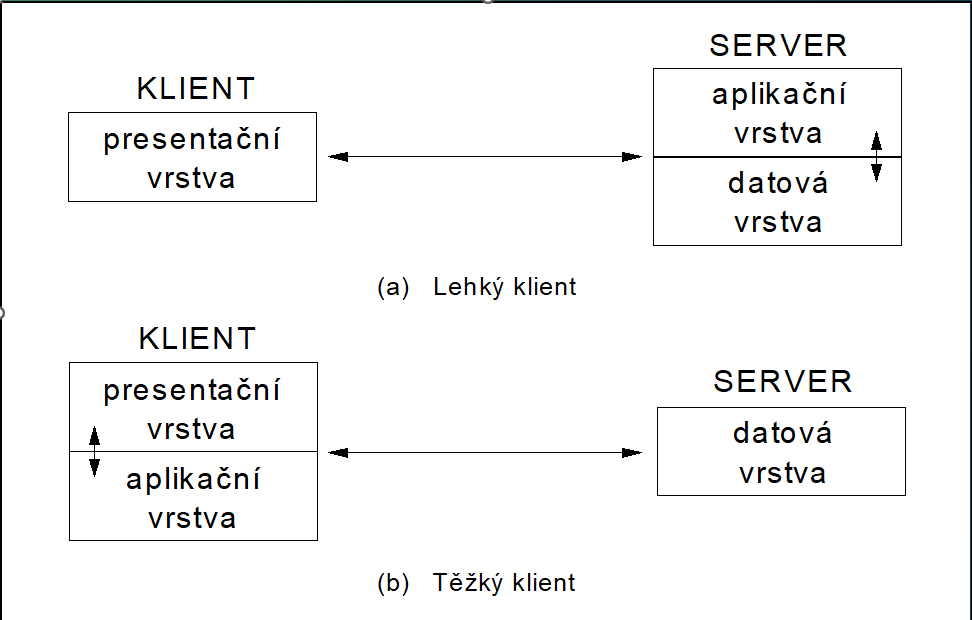 KLIENT
presentační
vrstva
SERVER
aplikační
vrstva
datová
vrstva
(a) Lehký klient
KLIENT
presentační
vrstva
aplikační
vrstva
SERVER
datová
vrstva
(b) Těžký klient